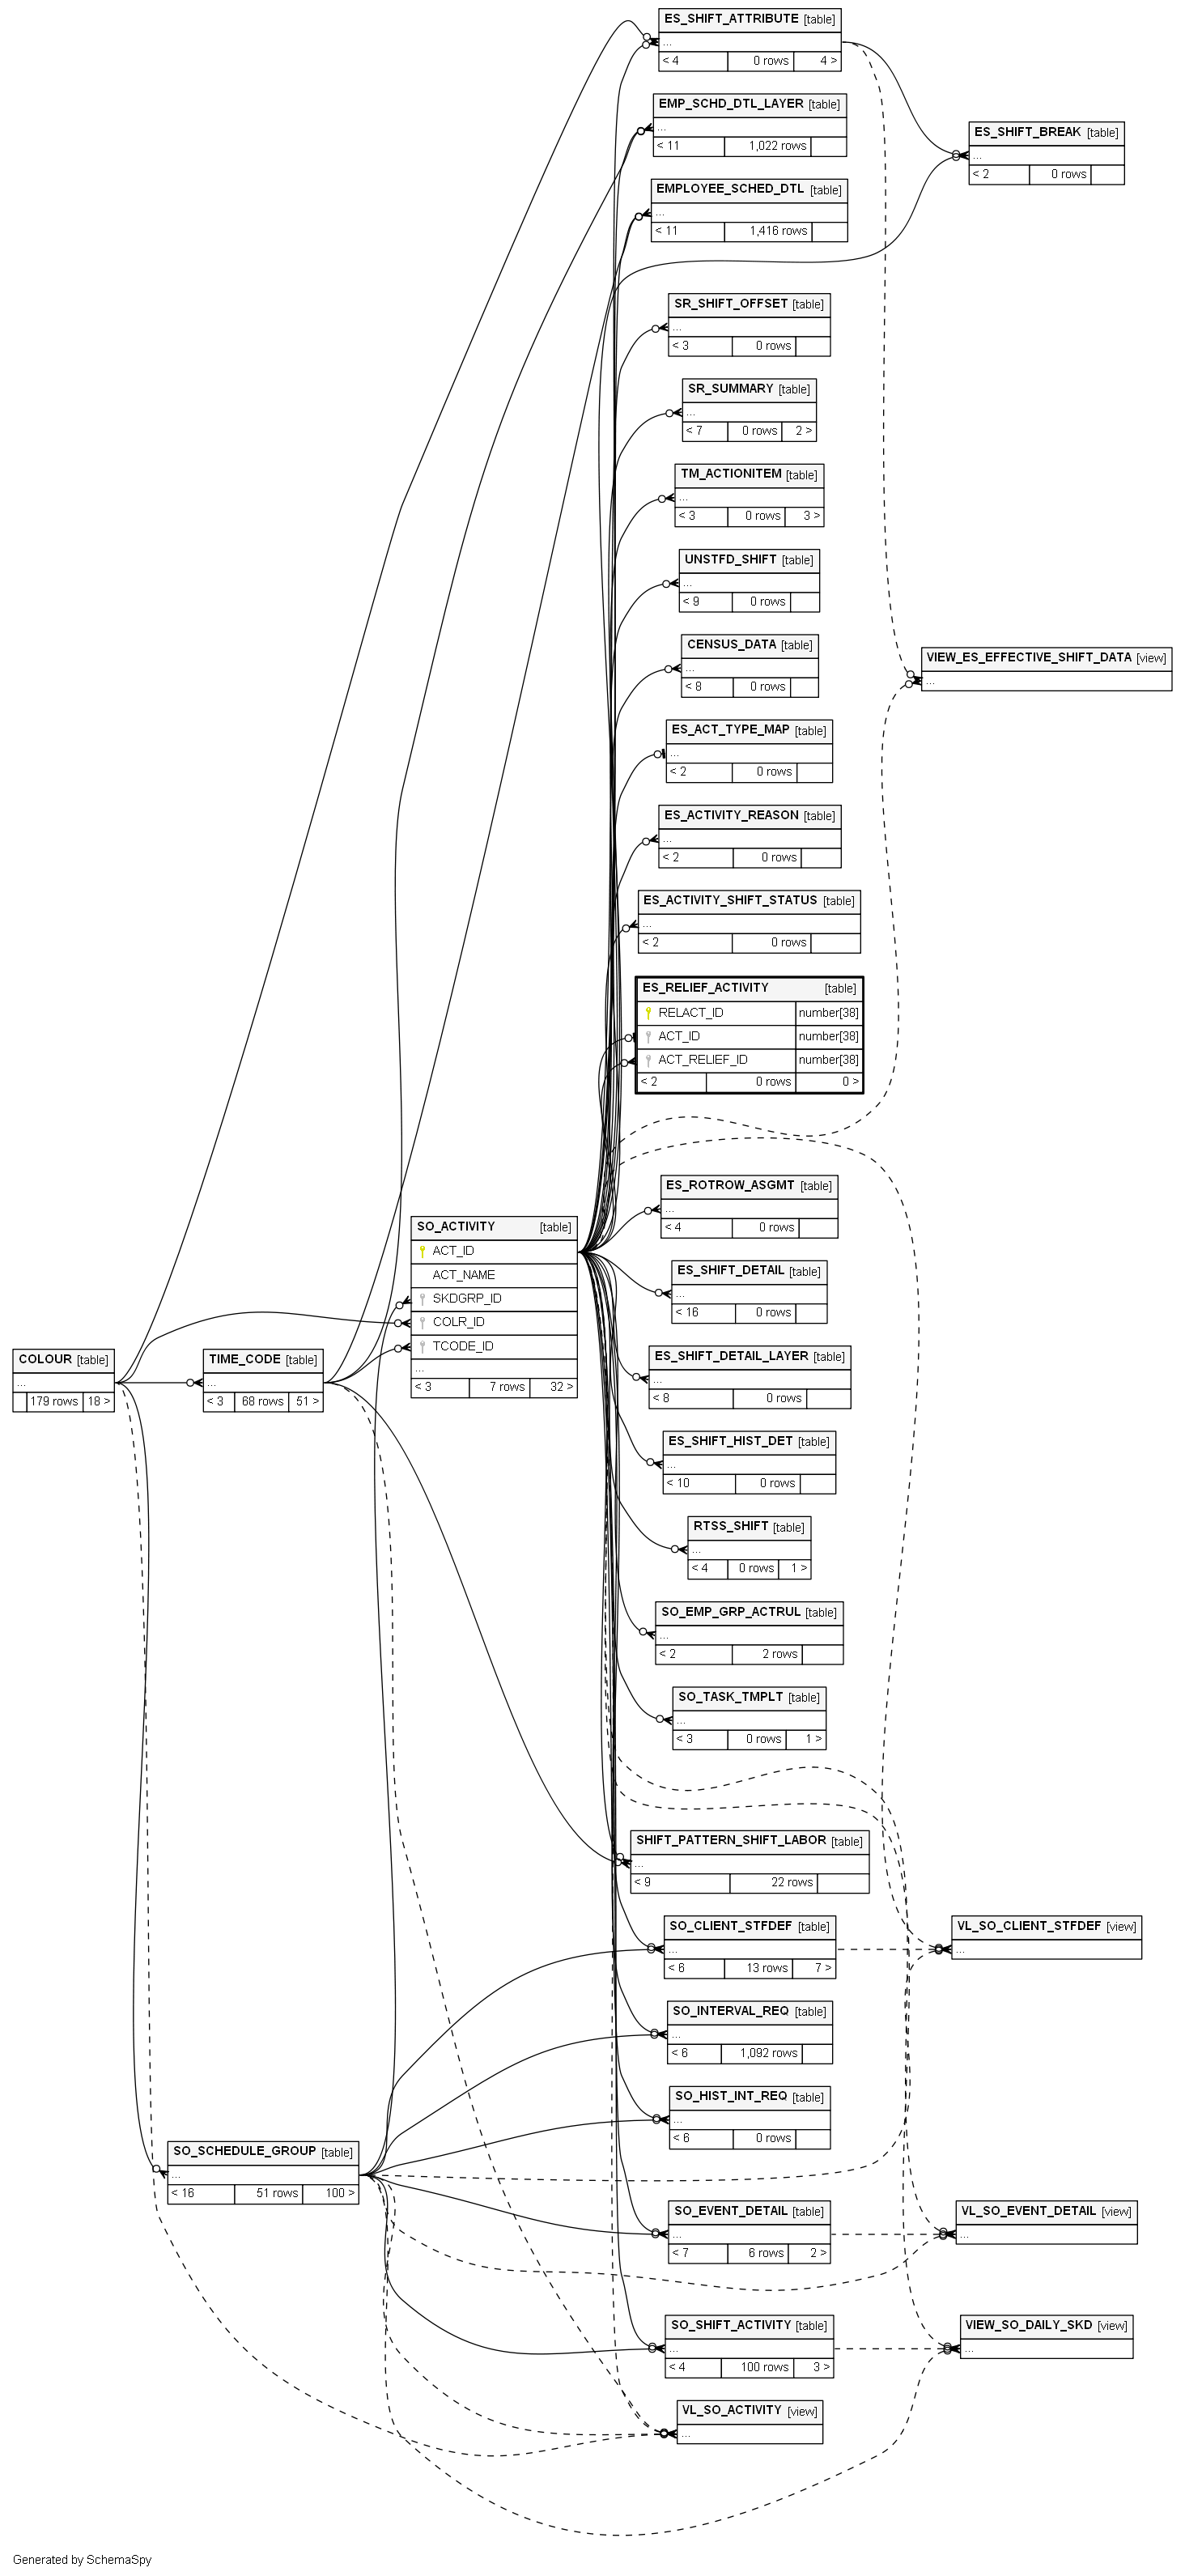 ES_SHIFT_ATTRIBUTE [table]
...
< 4 0 rows 4 >
EMP_SCHD_DTL_LAYER [table]
...
< 11 1,022 rows
ES_SHIFT_BREAK [table]
...
< 2 0 rows
EMPLOYEE_SCHED_DTL [table]
...
< 11 1,416 rows
SR_SHIFT_OFFSET [table]
...
< 3 0 rows
SR_SUMMARY [table]
...
< 7 0 rows 2 >
TM_ACTIONITEM [table]
...
< 3 0 rows 3 >
UNSTFD_SHIFT [table]
...
< 9 0 rows
CENSUS_DATA [table]
...
< 8 0 rows
VIEW_ES_EFFECTIVE_SHIFT_DATA [view]
...
ES_ACT_TYPE_MAP [table]
...
< 2 0 rows
ES_ACTIVITY_REASON [table]
...
< 2 0 rows
ES_ACTIVITY_SHIFT_STATUS [table]
...
< 2 0 rows
ES_RELIEF_ACTIVITY [table]
RELACT_ID number[38]
ACT_ID number[38]
ACT_RELIEF_ID number[38]
< 2 0 rows 0 >
ES_ROTROW_ASGMT [table]
...
< 4 0 rows
SO_ACTIVITY [table]
ACT_ID
ACT_NAME
SKDGRP_ID
COLR_ID
TCODE_ID
...
< 3 7 rows 32 >
ES_SHIFT_DETAIL [table]
...
< 16 0 rows
COLOUR [table]
...
179 rows 18 >
TIME_CODE [table]
...
< 3 68 rows 51 >
ES_SHIFT_DETAIL_LAYER [table]
...
< 8 0 rows
ES_SHIFT_HIST_DET [table]
...
< 10 0 rows
RTSS_SHIFT [table]
...
< 4 0 rows 1 >
SO_EMP_GRP_ACTRUL [table]
...
< 2 2 rows
SO_TASK_TMPLT [table]
...
< 3 0 rows 1 >
SHIFT_PATTERN_SHIFT_LABOR [table]
...
< 9 22 rows
SO_CLIENT_STFDEF [table]
...
< 6 13 rows 7 >
VL_SO_CLIENT_STFDEF [view]
...
SO_INTERVAL_REQ [table]
...
< 6 1,092 rows
SO_HIST_INT_REQ [table]
...
< 6 0 rows
SO_SCHEDULE_GROUP [table]
...
< 16 51 rows 100 >
SO_EVENT_DETAIL [table]
...
< 7 6 rows 2 >
VL_SO_EVENT_DETAIL [view]
...
SO_SHIFT_ACTIVITY [table]
...
< 4 100 rows 3 >
VIEW_SO_DAILY_SKD [view]
...
VL_SO_ACTIVITY [view]
...
Generated by SchemaSpy